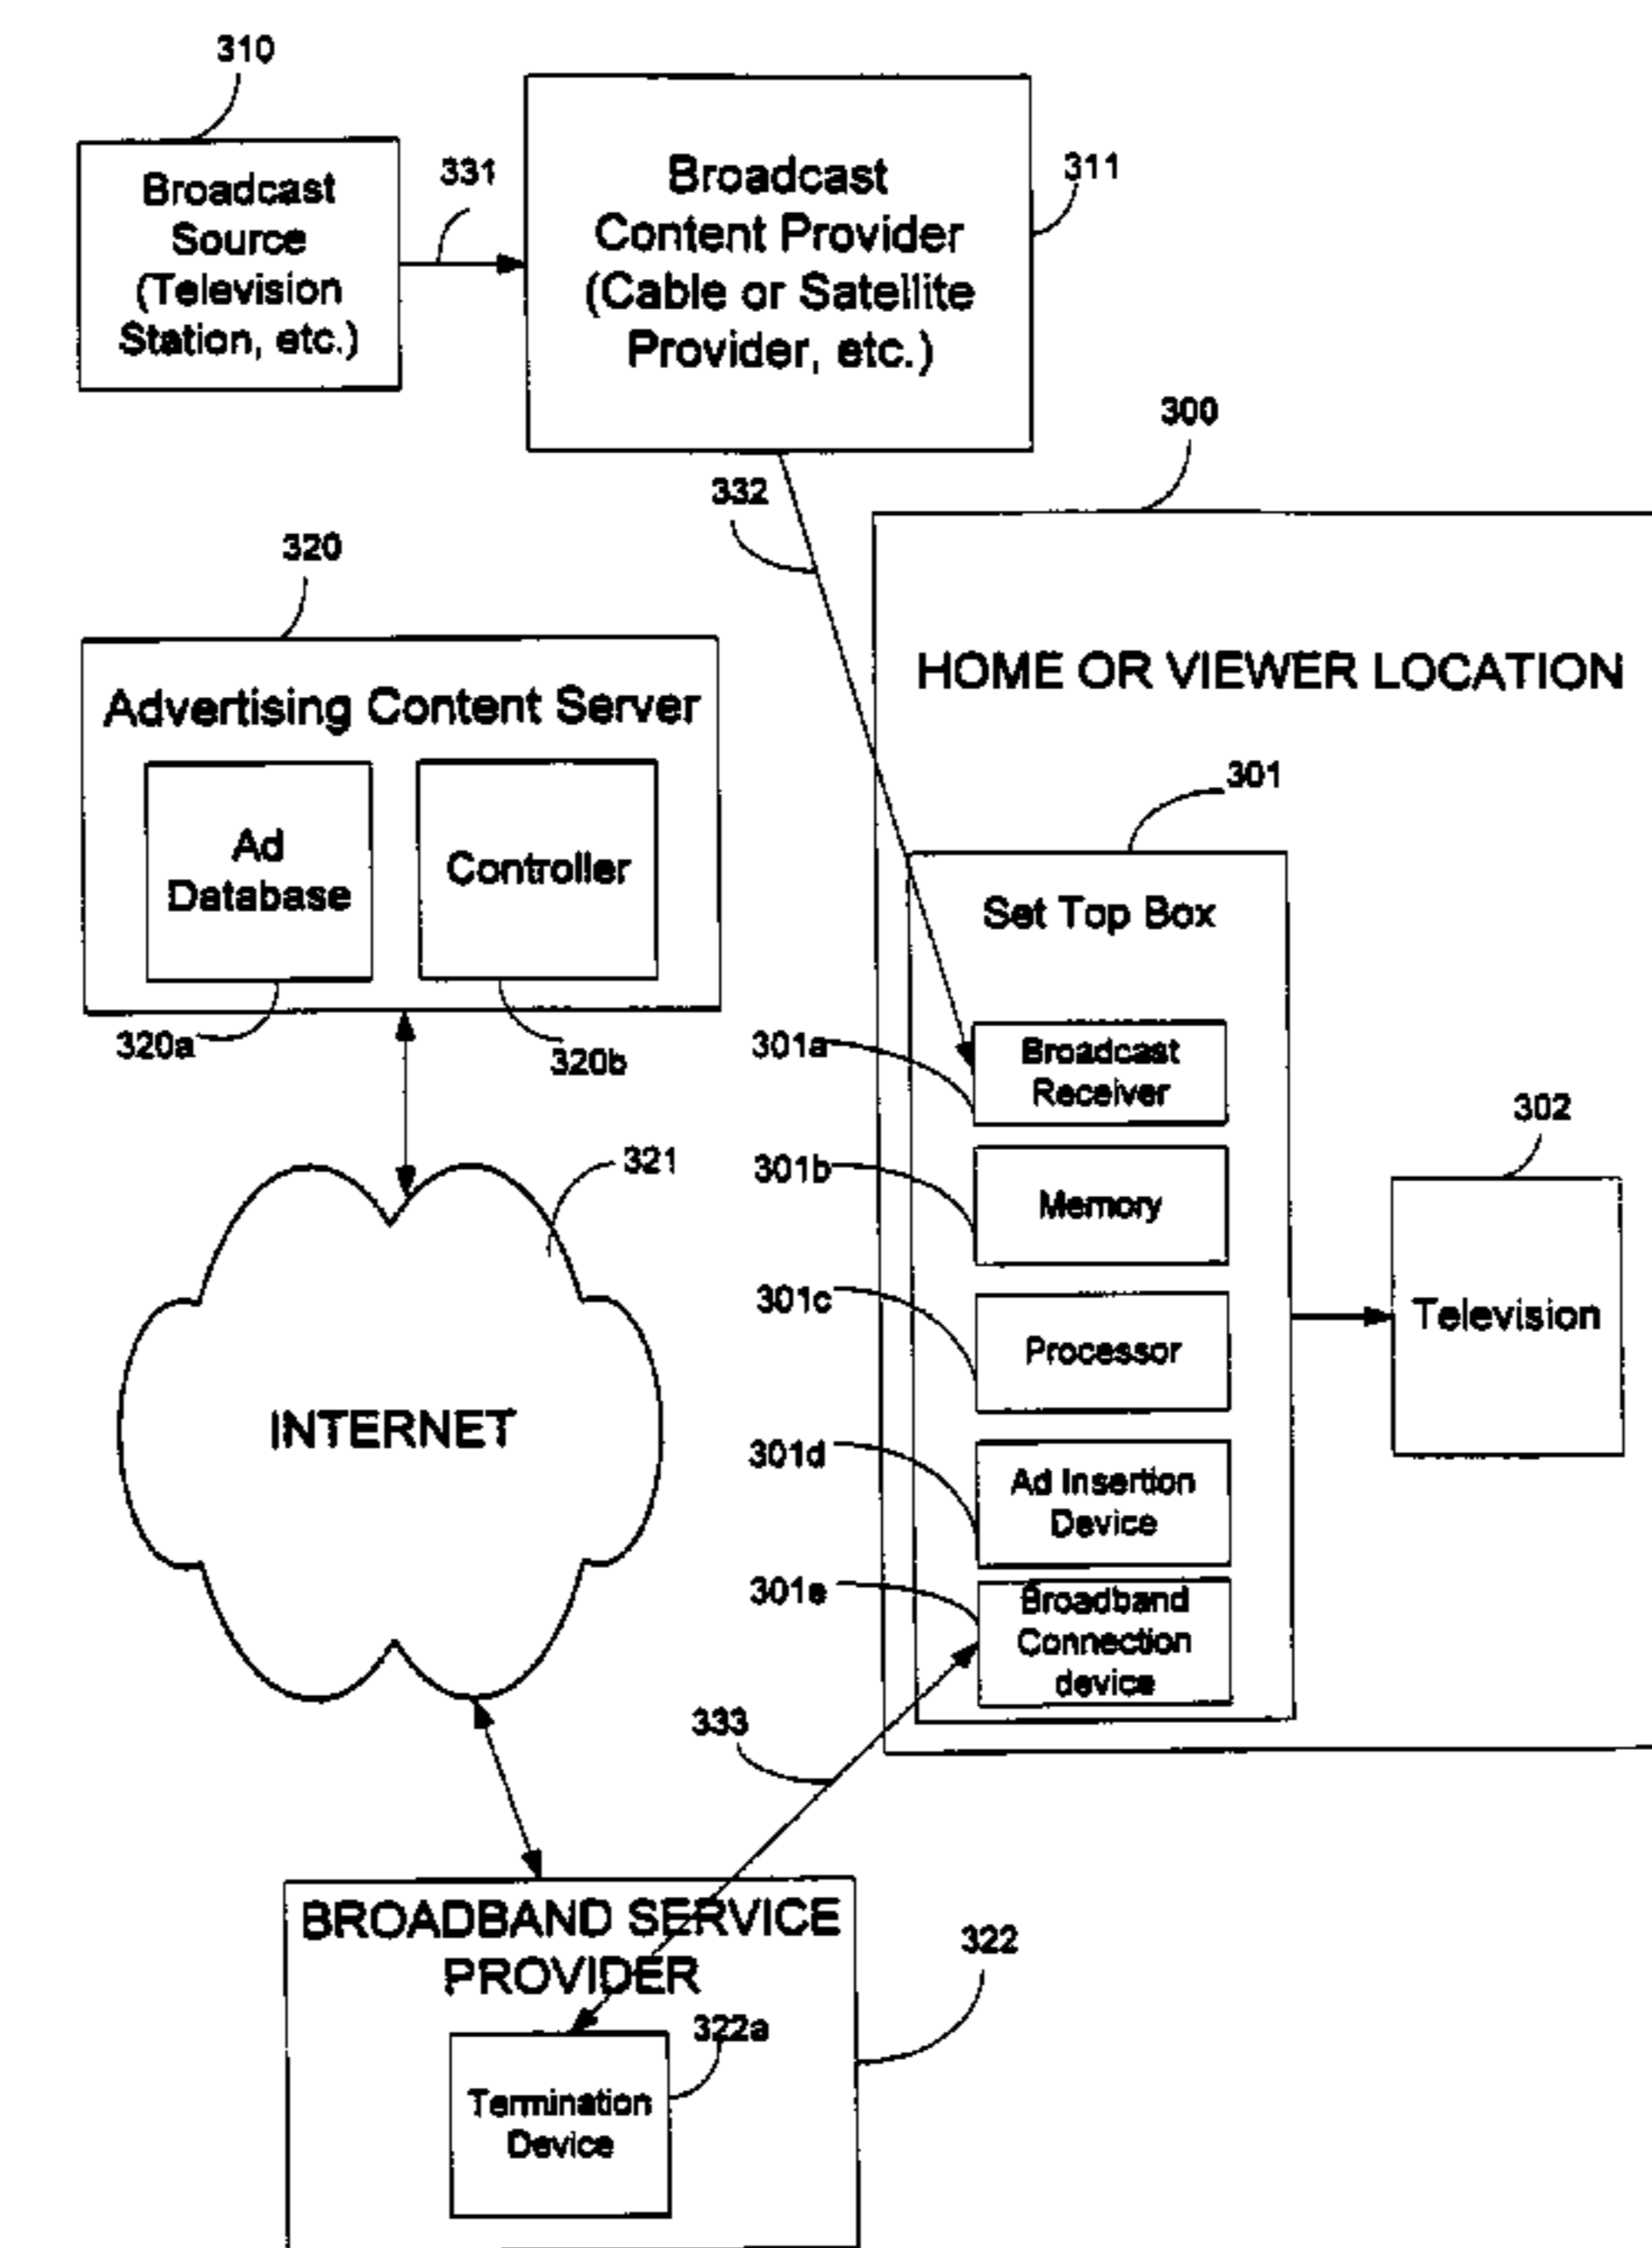 310
Broadcast
Source
(Television
Station, etc.)
331
Broadcast
Content Provider
(Cable or Satellite
Provider, etc.)
311
332
300
HOME OR VIEWER LOCATION
320
Advertising Content Server
Ad
Database
Controller
320a
320b
301
Set Top Box
301a
Broadcast
Receiver
301b
Memory
301c
Processor
301d
Ad Insertion
Device
301e
Broadband
Connection
device
302
Television
321
INTERNET
333
BROADBAND SERVICE
PROVIDER
322
322a
Termination
Device